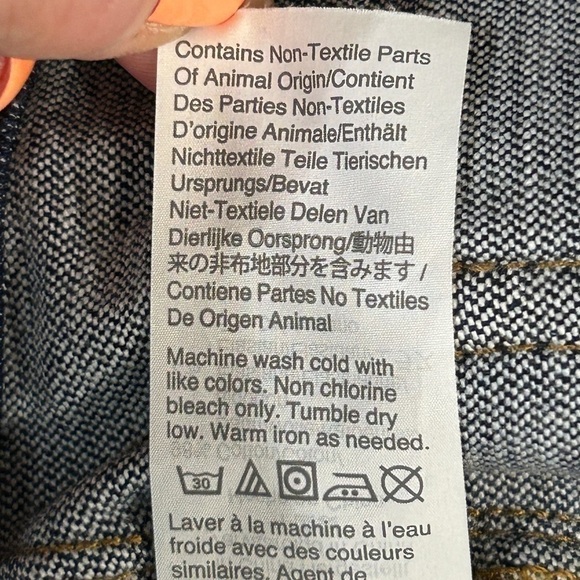 Contains Non-Textile Parts
Of Animal Origin/Contient
Des Parties Non-Textiles
D'origine Animale/Enthält
Nichttextile Teile Tierischen
Ursprungs/Bevat
Niet-Textiele Delen Van
Dierlijke Oorsprong/動物由
来の非布地部分を含みます/
Contiene Partes No Textiles
De Origen Animal
Machine wash cold with
like colors. Non chlorine
bleach only. Tumble dry
low. Warm iron as needed.
30
Laver à la machine à l'eau
froide avec des couleurs
similaires. Agent de